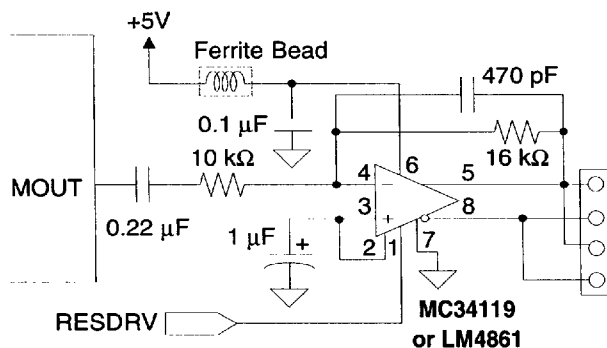 +5V
Ferrite Bead
470 pF
0.1 µF
10 kΩ
16 kΩ
MOUT
0.22 µF
4
6
5
3
8
–
+
1 µF
+
2
1
7
RESDRV
MC34119
or LM4861